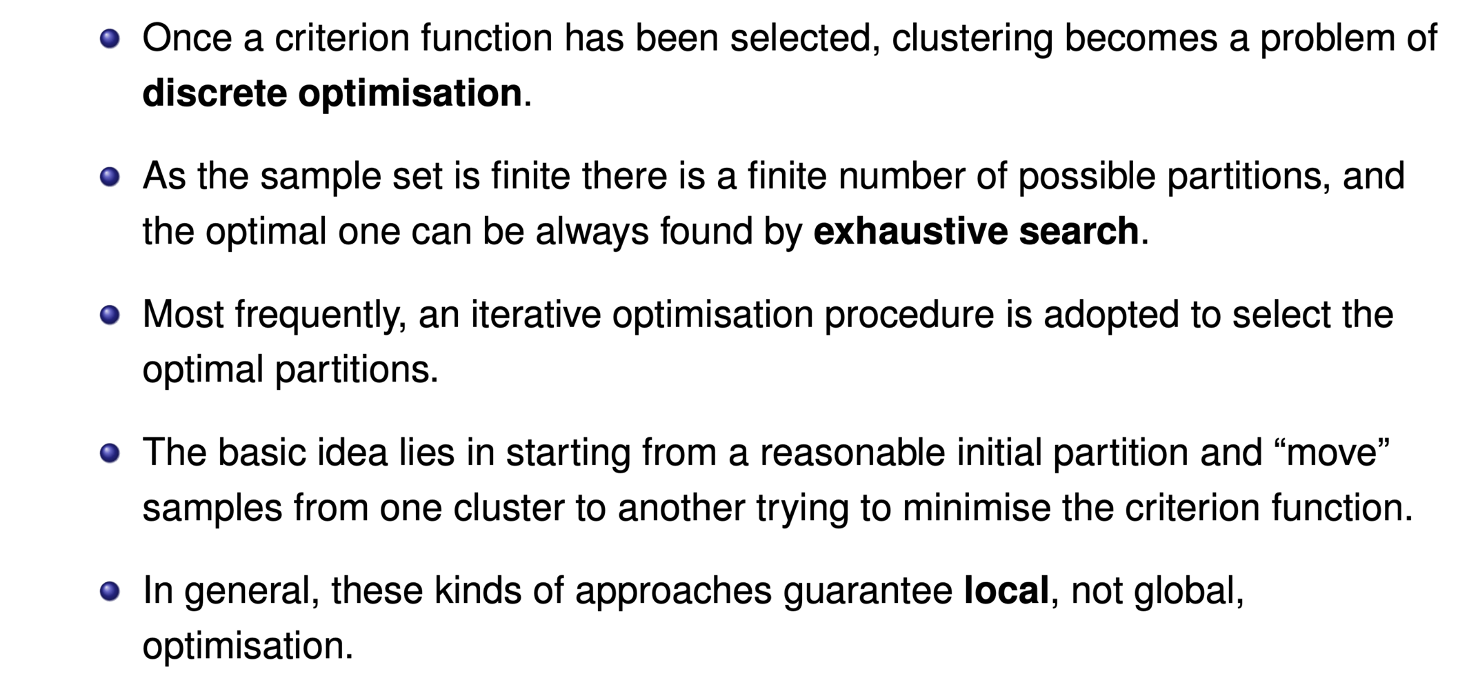 Once a criterion function has been selected, clustering becomes a problem of
discrete optimisation.
As the sample set is finite there is a finite number of possible partitions, and
the optimal one can be always found by exhaustive search.
Most frequently, an iterative optimisation procedure is adopted to select the
optimal partitions.
The basic idea lies in starting from a reasonable initial partition and “move”
samples from one cluster to another trying to minimise the criterion function.
In general, these kinds of approaches guarantee local, not global,
optimisation.